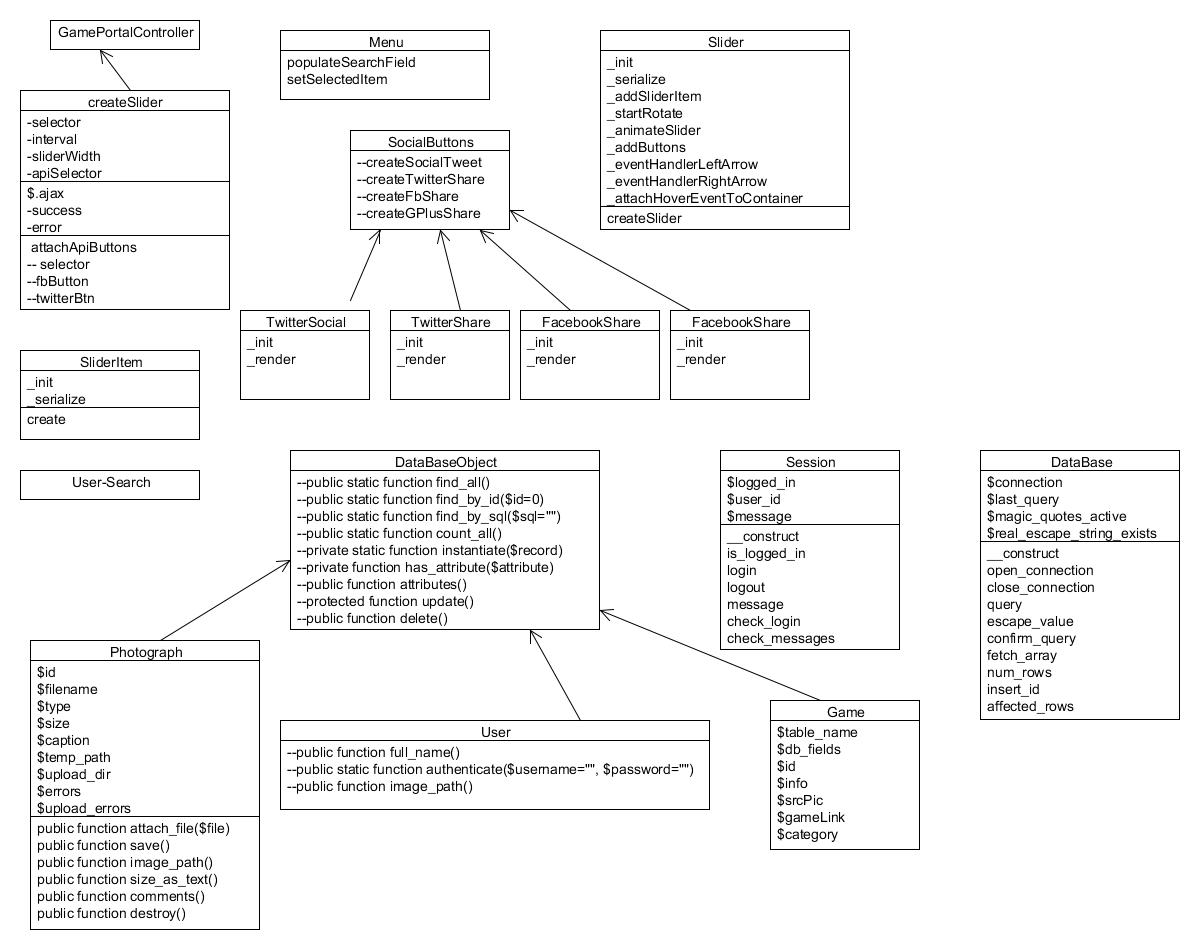 GamePortalController
createSlider
-selector
-interval
-sliderWidth
-apiSelector
$.ajax
-success
-error
attachApiButtons
-- selector
--fbButton
--twitterBtn
Menu
populateSearchField
setSelectedItem
Slider
_init
_serialize
_addSliderItem
_startRotate
_animateSlider
_addButtons
_eventHandlerLeftArrow
_eventHandlerRightArrow
_attachHoverEventToContainer
createSlider
SocialButtons
--createSocialTweet
--createTwitterShare
--createFbShare
--createGPlusShare
TwitterSocial
_init
_render
TwitterShare
_init
_render
FacebookShare
_init
_render
FacebookShare
_init
_render
SliderItem
_init
_serialize
create
User-Search
DataBaseObject
--public static function find_all()
--public static function find_by_id($id=0)
--public static function find_by_sql($sql="")
--public static function count_all()
--private static function instantiate($record)
--private function has_attribute($attribute)
--public function attributes()
--protected function update()
--public function delete()
Session
$logged_in
$user_id
$message
__construct
is_logged_in
login
logout
message
check_login
check_messages
DataBase
$connection
$last_query
$magic_quotes_active
$real_escape_string_exists
__construct
open_connection
close_connection
query
escape_value
confirm_query
fetch_array
num_rows
insert_id
affected_rows
Photograph
$id
$filename
$type
$size
$caption
$temp_path
$upload_dir
$errors
$upload_errors
public function attach_file($file)
public function save()
public function image_path()
public function size_as_text()
public function comments()
public function destroy()
User
--public function full_name()
--public static function authenticate($username="", $password="")
--public function image_path()
Game
$table_name
$db_fields
$id
$info
$srcPic
$gameLink
$category